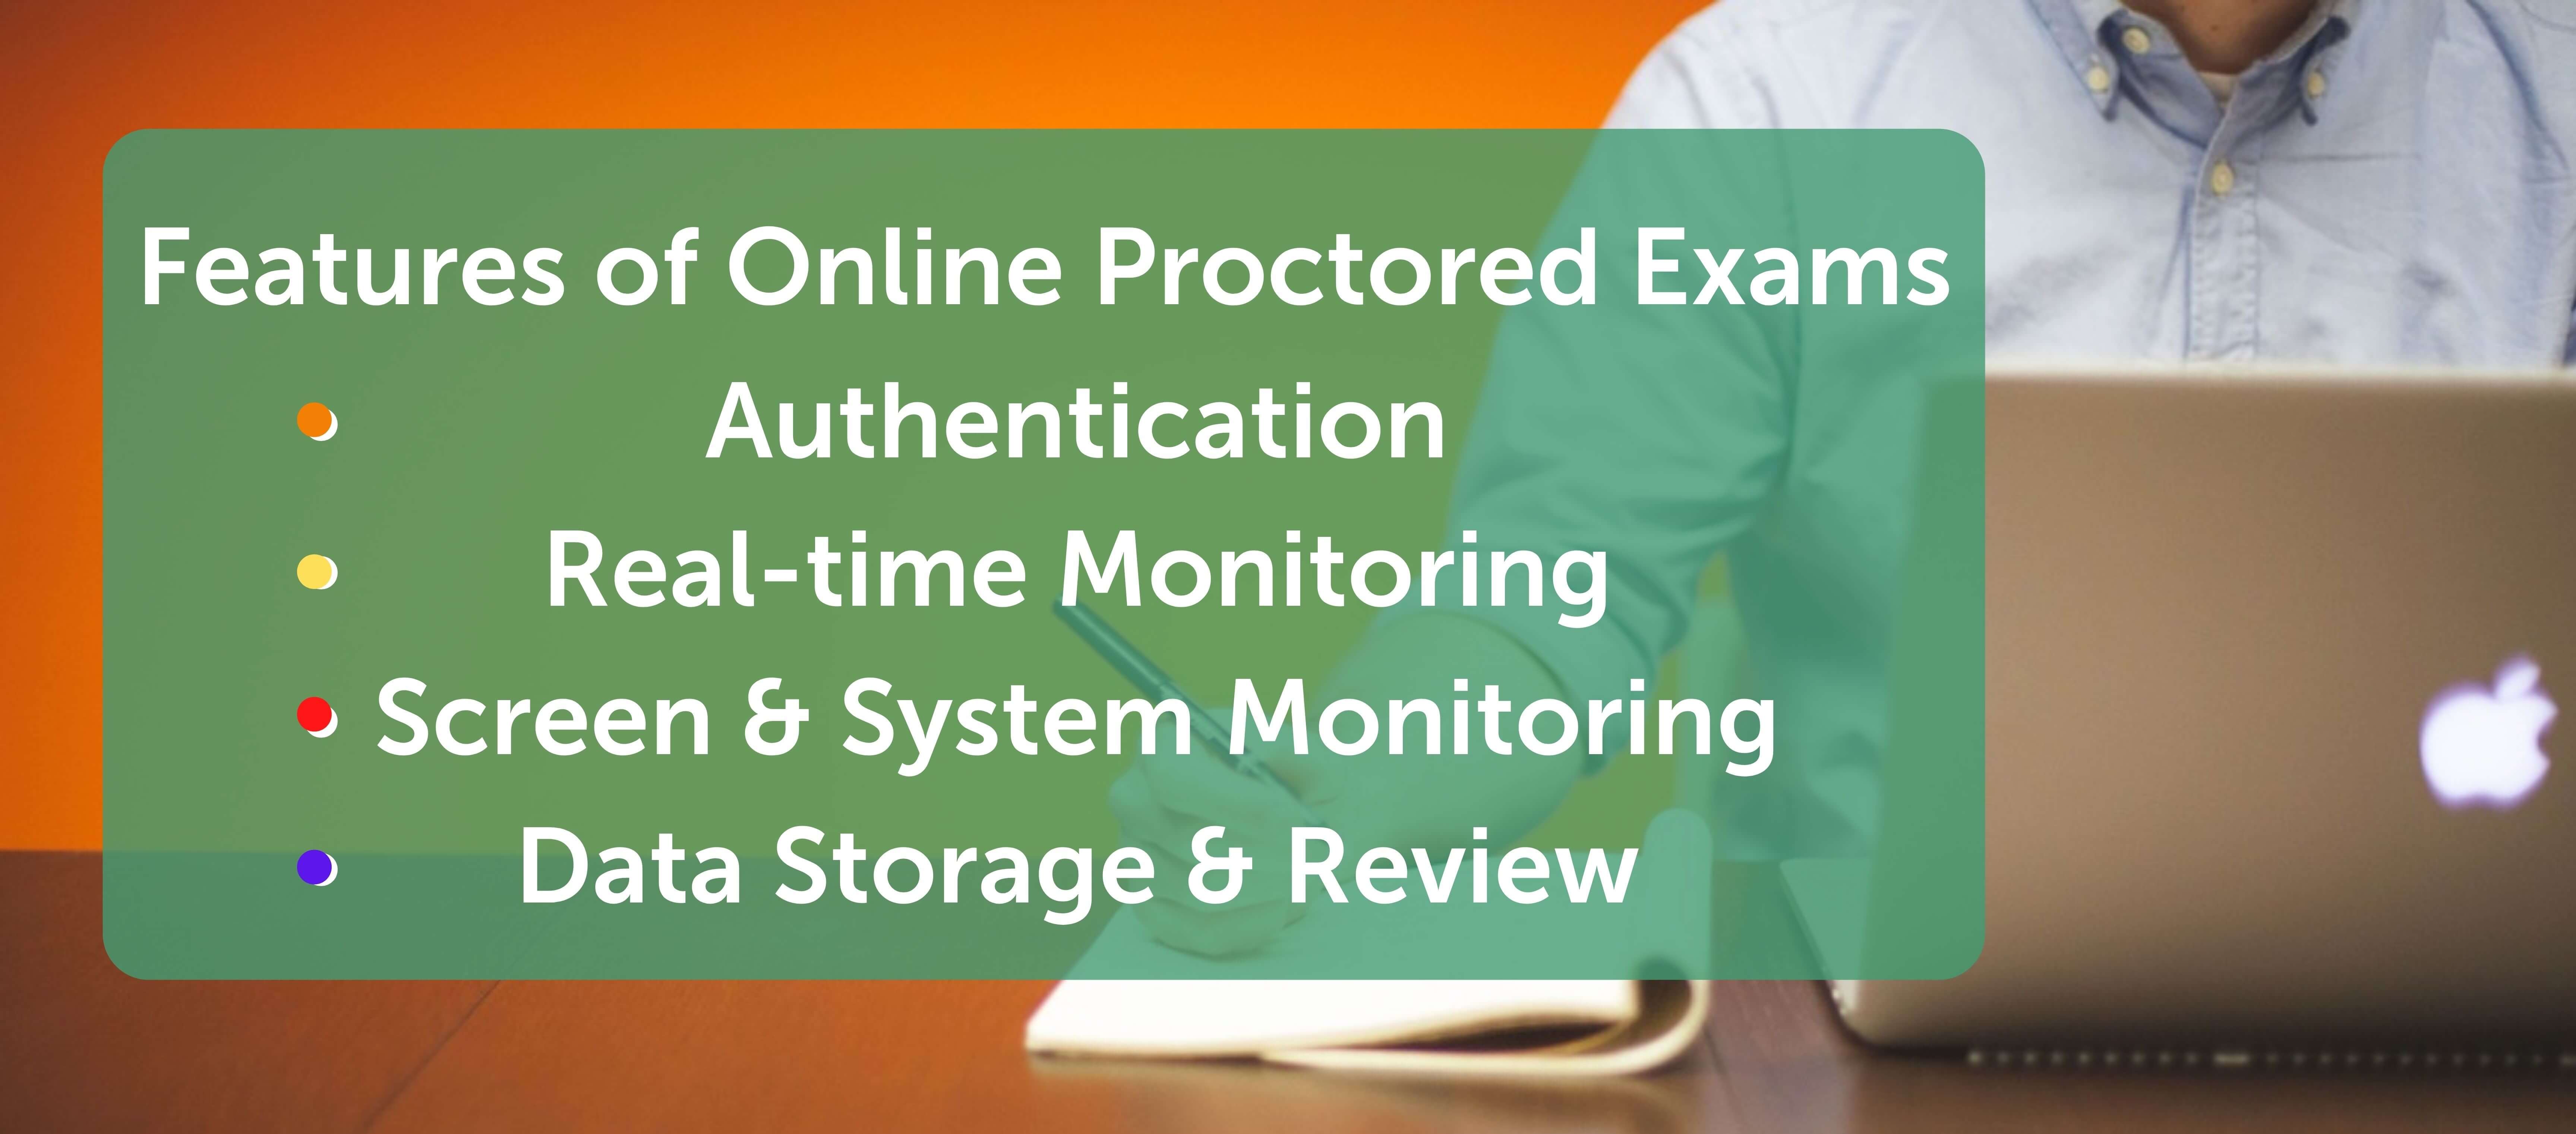 Features of Online Proctored Exams
Authentication
Real-time Monitoring
Screen & System Monitoring
Data Storage & Review